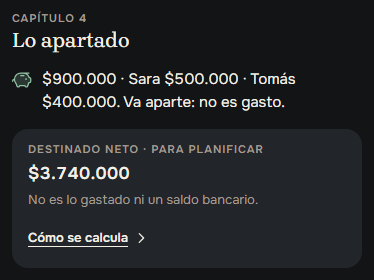 CAPÍTULO 4
Lo apartado
$900.000 · Sara $500.000 · Tomás
$400.000. Va aparte: no es gasto.
DESTINADO NETO · PARA PLANIFICAR
$3.740.000
No es lo gastado ni un saldo bancario.
Cómo se calcula